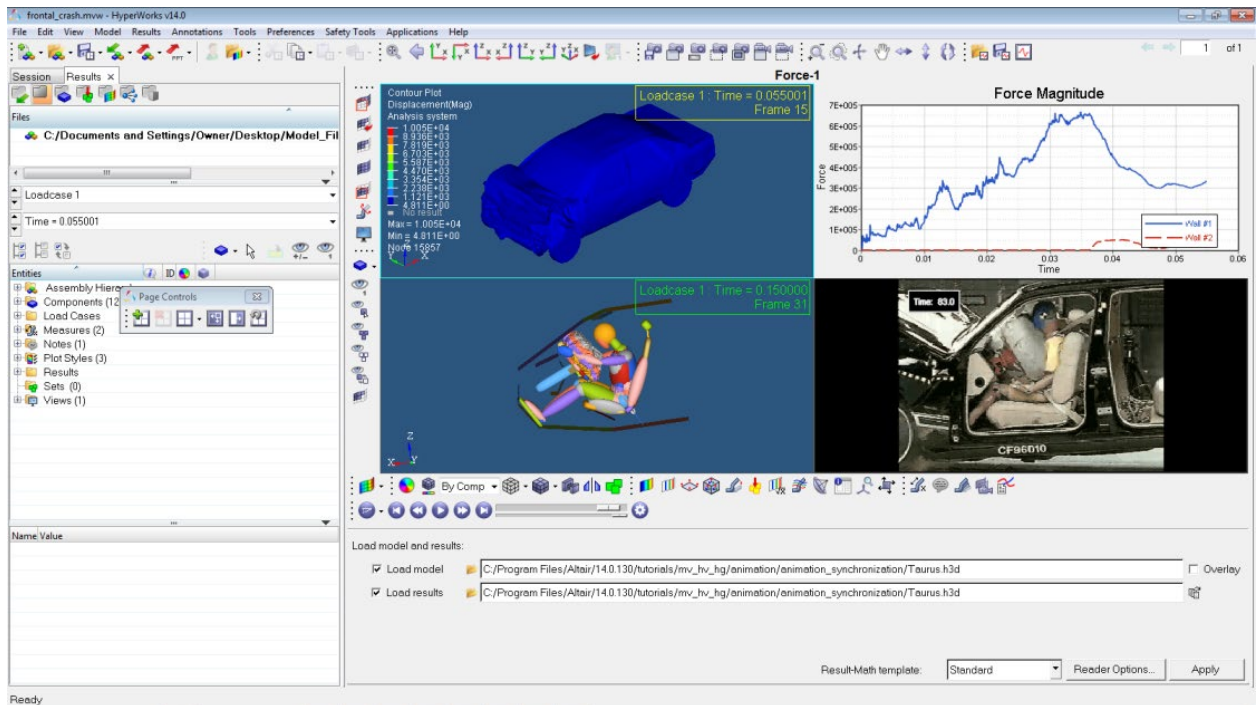 frontal_crash.mvw - HyperWorks v14.0
File Edit View Model Results Annotations Tools Preferences Safety Tools Applications Help
1 of 1
Session Results
Files
C:/Documents and Settings/Owner/Desktop/Model_Fil
Loadcase 1
Time = 0.055001
Entities ID
Assembly Hierar
Components (12
Load Cases
Measures (2)
Notes (1)
Plot Styles (3)
Results
Sets (0)
Views (1)
Page Controls
Name Value
Force-1
Contour Plot
Displacement(Mag)
Analysis system
1.005E+04
8.936E+03
7.819E+03
6.703E+03
5.587E+03
4.470E+03
3.354E+03
2.238E+03
1.121E+03
4.811E+00
No result
Max = 1.005E+04
Min = 4.811E+00
Node 15857
Y Z X
Loadcase 1 : Time = 0.055001
Frame 15
Force Magnitude
7E+005
6E+005
5E+005
4E+005
3E+005
2E+005
1E+005
0
Force
0 0.01 0.02 0.03 0.04 0.05 0.06
Time
Wall #1
Wall #2
Loadcase 1 : Time = 0.150000
Frame 31
Z
X Y
Time: 83.0
CF96010
By Comp
Load model and results:
Load model C:/Program Files/Altair/14.0.130/tutorials/mv_hv_hg/animation/animation_synchronization/Taurus.h3d Overlay
Load results C:/Program Files/Altair/14.0.130/tutorials/mv_hv_hg/animation/animation_synchronization/Taurus.h3d
Result-Math template: Standard Reader Options... Apply
Ready